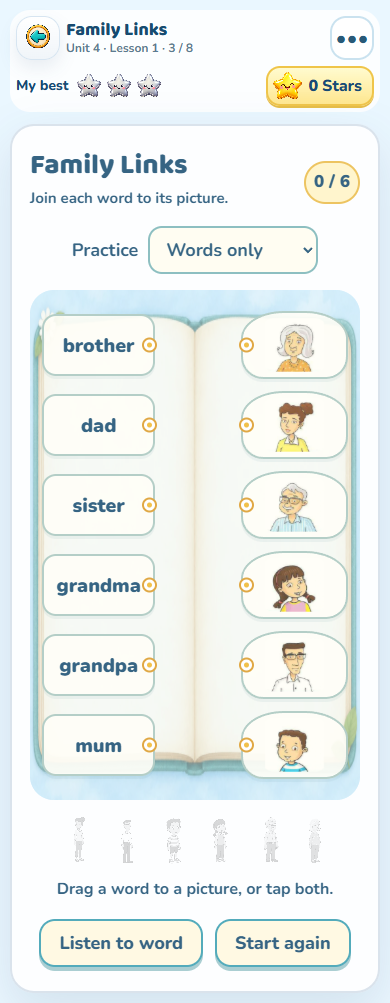 Family Links
Unit 4 · Lesson 1 · 3 / 8
My best
0 Stars
Family Links
Join each word to its picture.
0 / 6
Practice
Words only
brother
dad
sister
grandma
grandpa
mum
Drag a word to a picture, or tap both.
Listen to word
Start again